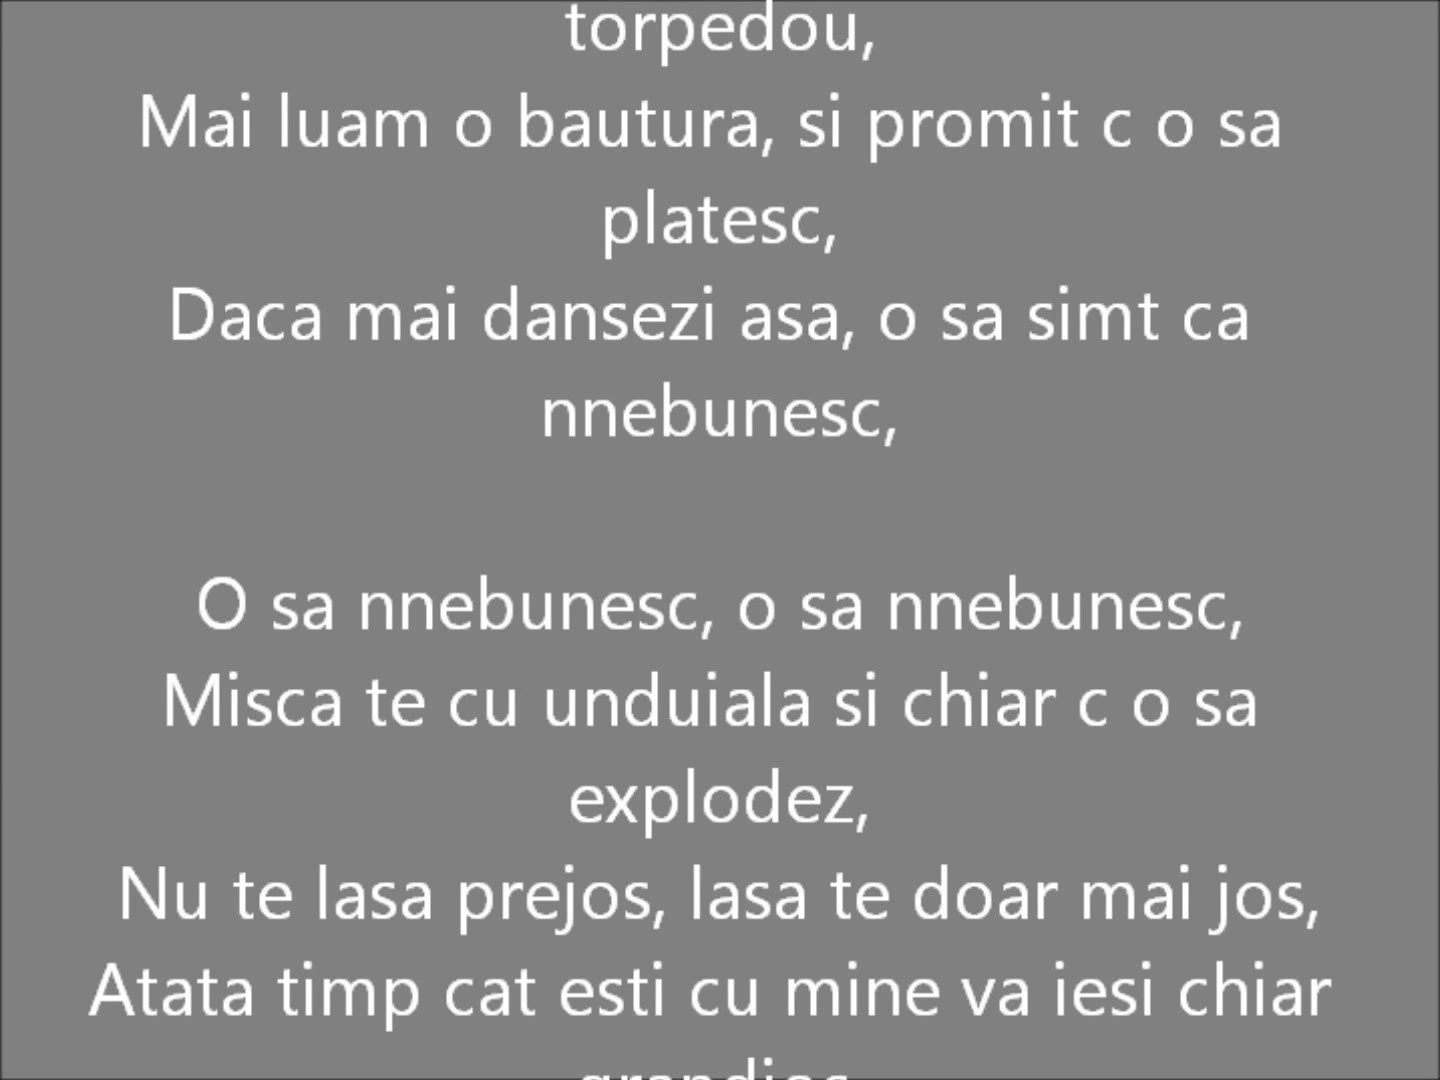 torpedou,
Mai luam o bautura, si promit c o sa
platesc,
Daca mai dansezi asa, o sa simt ca
nnebunesc,
O sa nnebunesc, o sa nnebunesc,
Misca te cu unduiala si chiar c o sa
explodez,
Nu te lasa prejos, lasa te doar mai jos,
Atata timp cat esti cu mine va iesi chiar